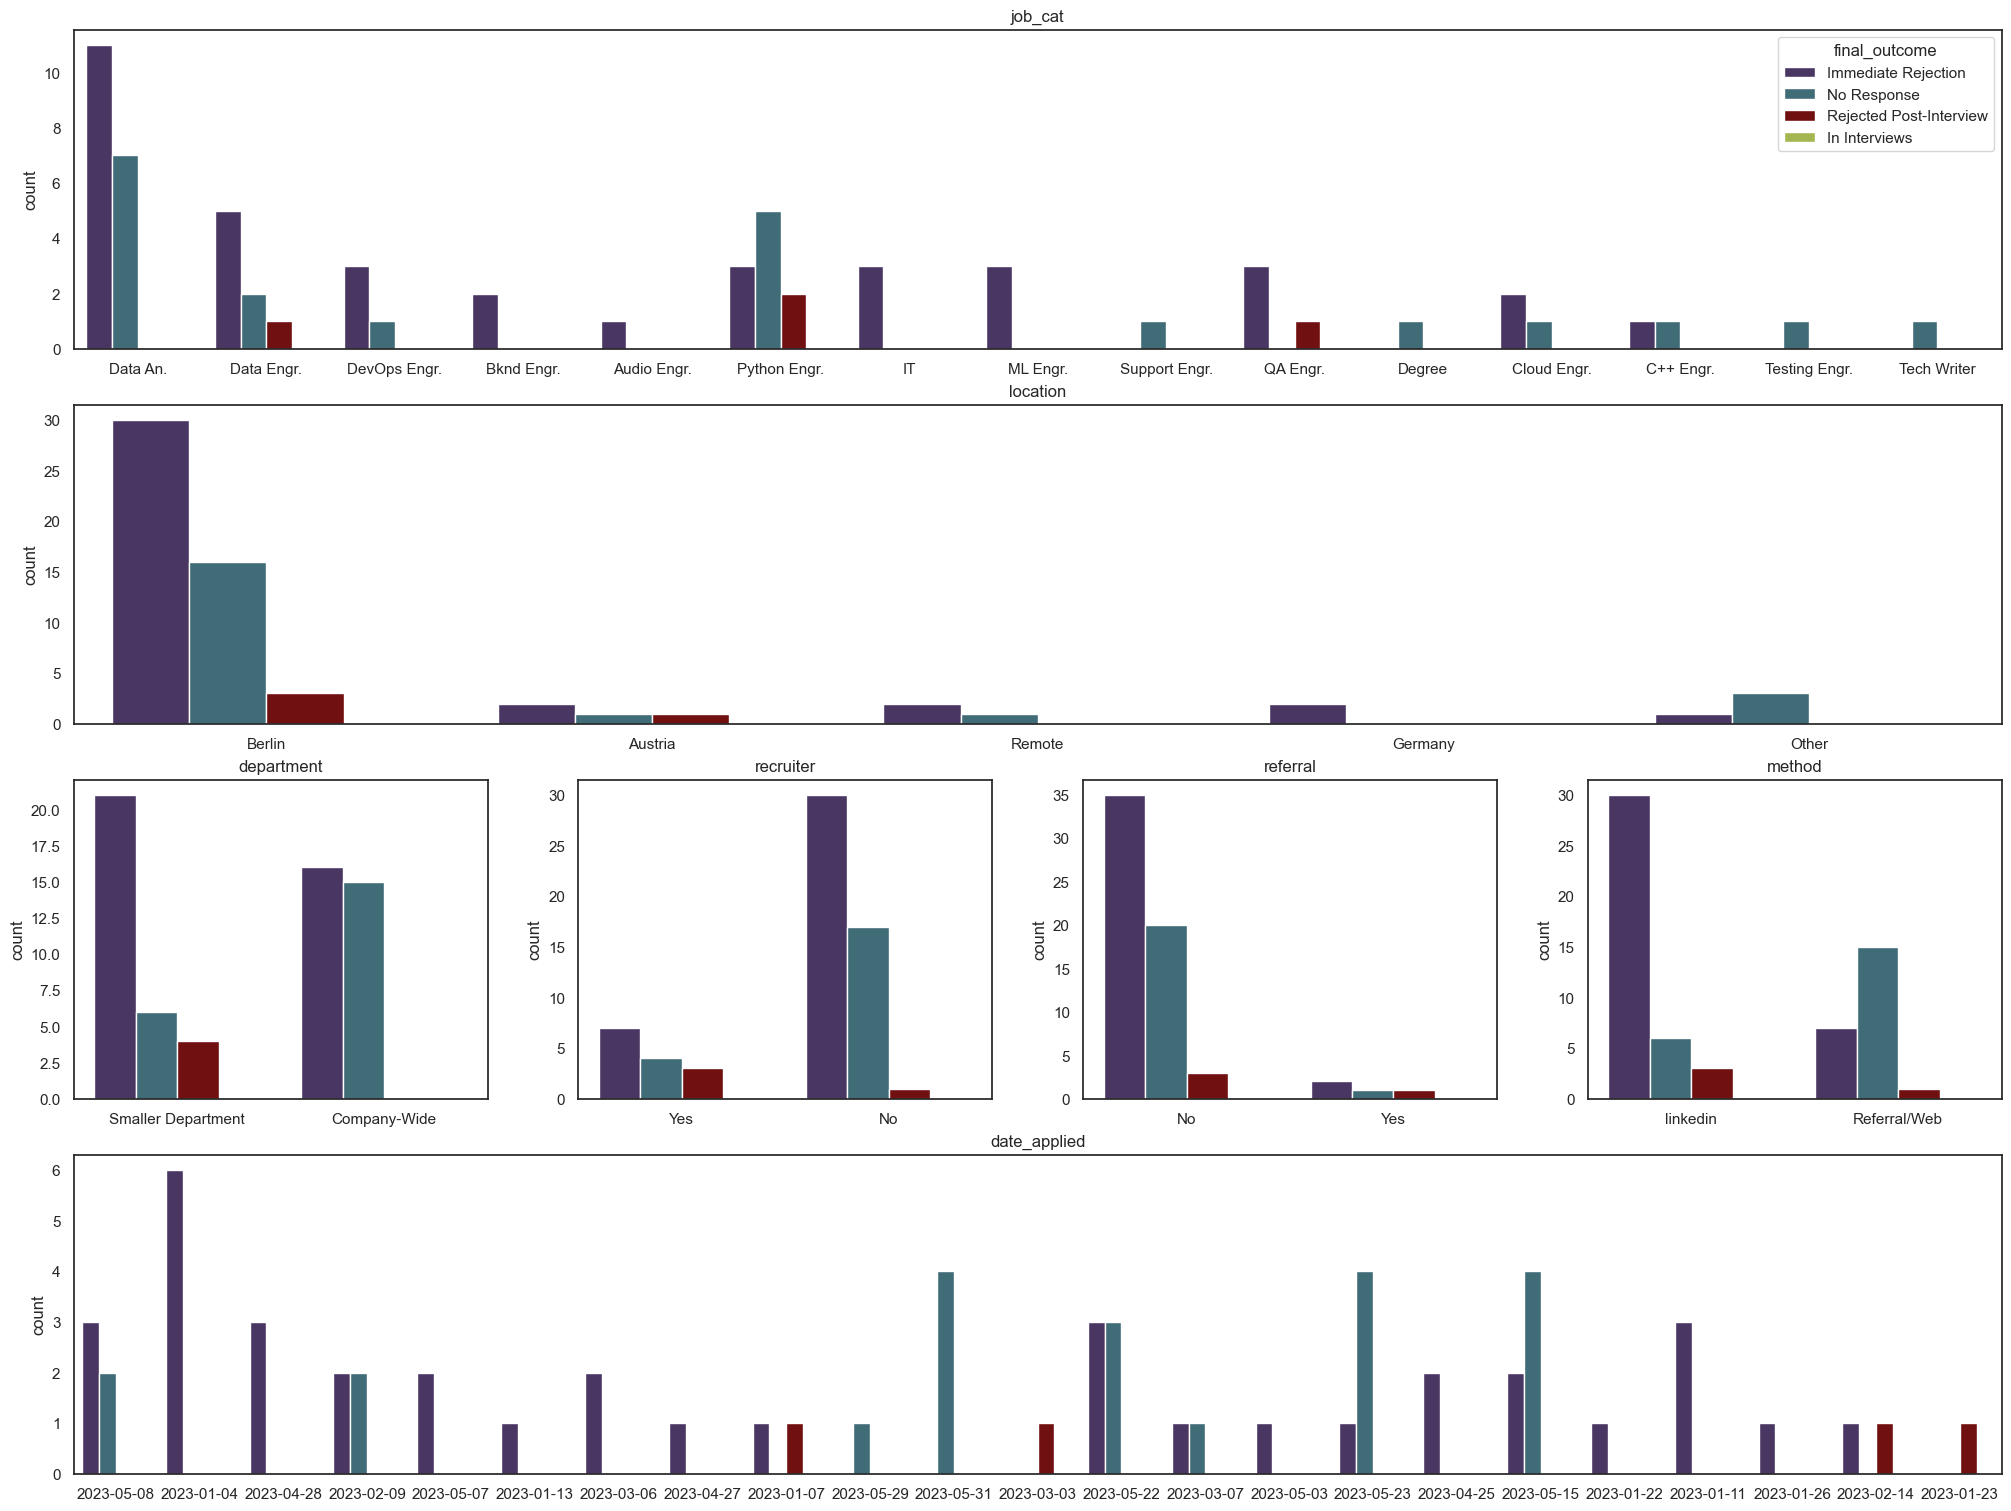 job_cat
final_outcome
Immediate Rejection
No Response
Rejected Post-Interview
In Interviews
count
10
8
6
4
2
0
Data An. Data Engr. DevOps Engr. Bknd Engr. Audio Engr. Python Engr. IT ML Engr. Support Engr. QA Engr. Degree Cloud Engr. C++ Engr. Testing Engr. Tech Writer
location
count
30
25
20
15
10
5
0
Berlin Austria Remote Germany Other
department
count
20.0
17.5
15.0
12.5
10.0
7.5
5.0
2.5
0.0
Smaller Department Company-Wide
recruiter
count
30
25
20
15
10
5
0
Yes No
referral
count
35
30
25
20
15
10
5
0
No Yes
method
count
30
25
20
15
10
5
0
linkedin Referral/Web
date_applied
count
6
5
4
3
2
1
0
2023-05-08 2023-01-04 2023-04-28 2023-02-09 2023-05-07 2023-01-13 2023-03-06 2023-04-27 2023-01-07 2023-05-29 2023-05-31 2023-03-03 2023-05-22 2023-03-07 2023-05-03 2023-05-23 2023-04-25 2023-05-15 2023-01-22 2023-01-11 2023-01-26 2023-02-14 2023-01-23